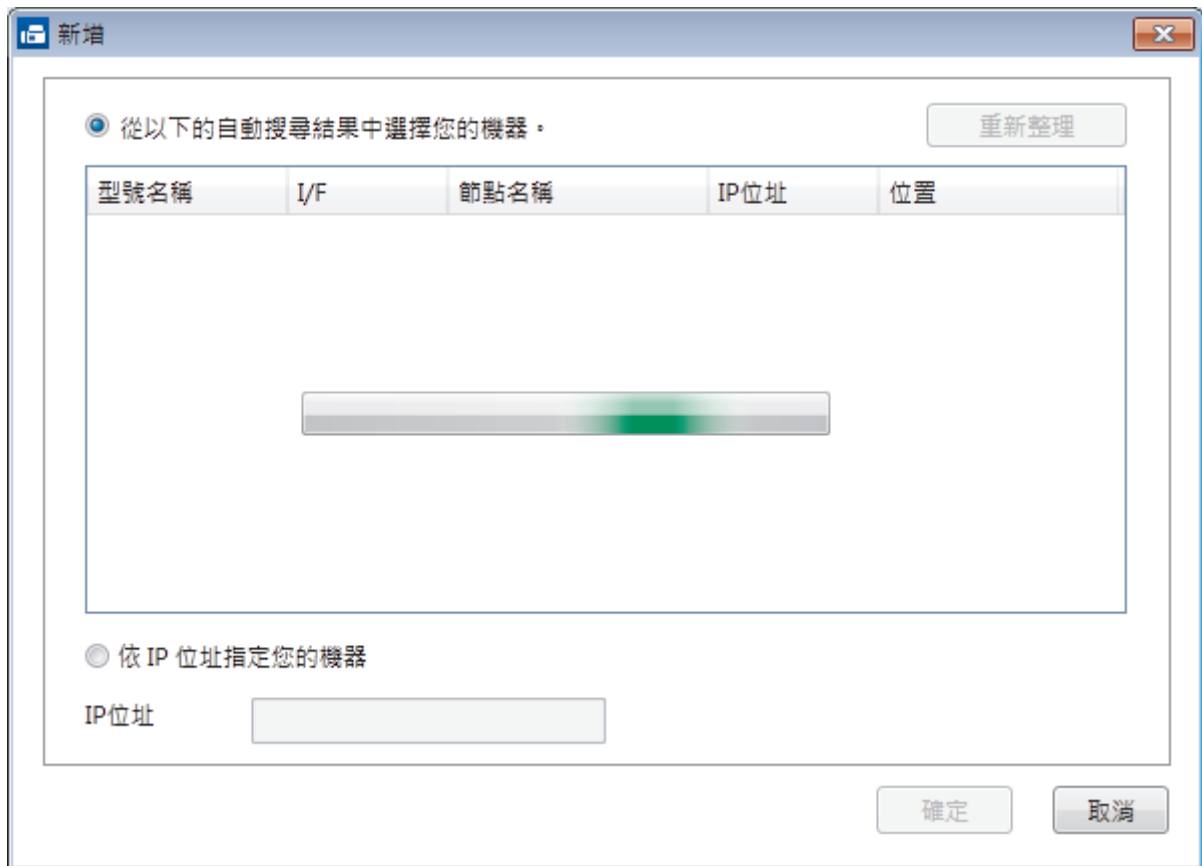 新增
從以下的自動搜尋結果中選擇您的機器。
重新整理
型號名稱 I/F 節點名稱 IP位址 位置
依 IP 位址指定您的機器
IP位址
確定 取消